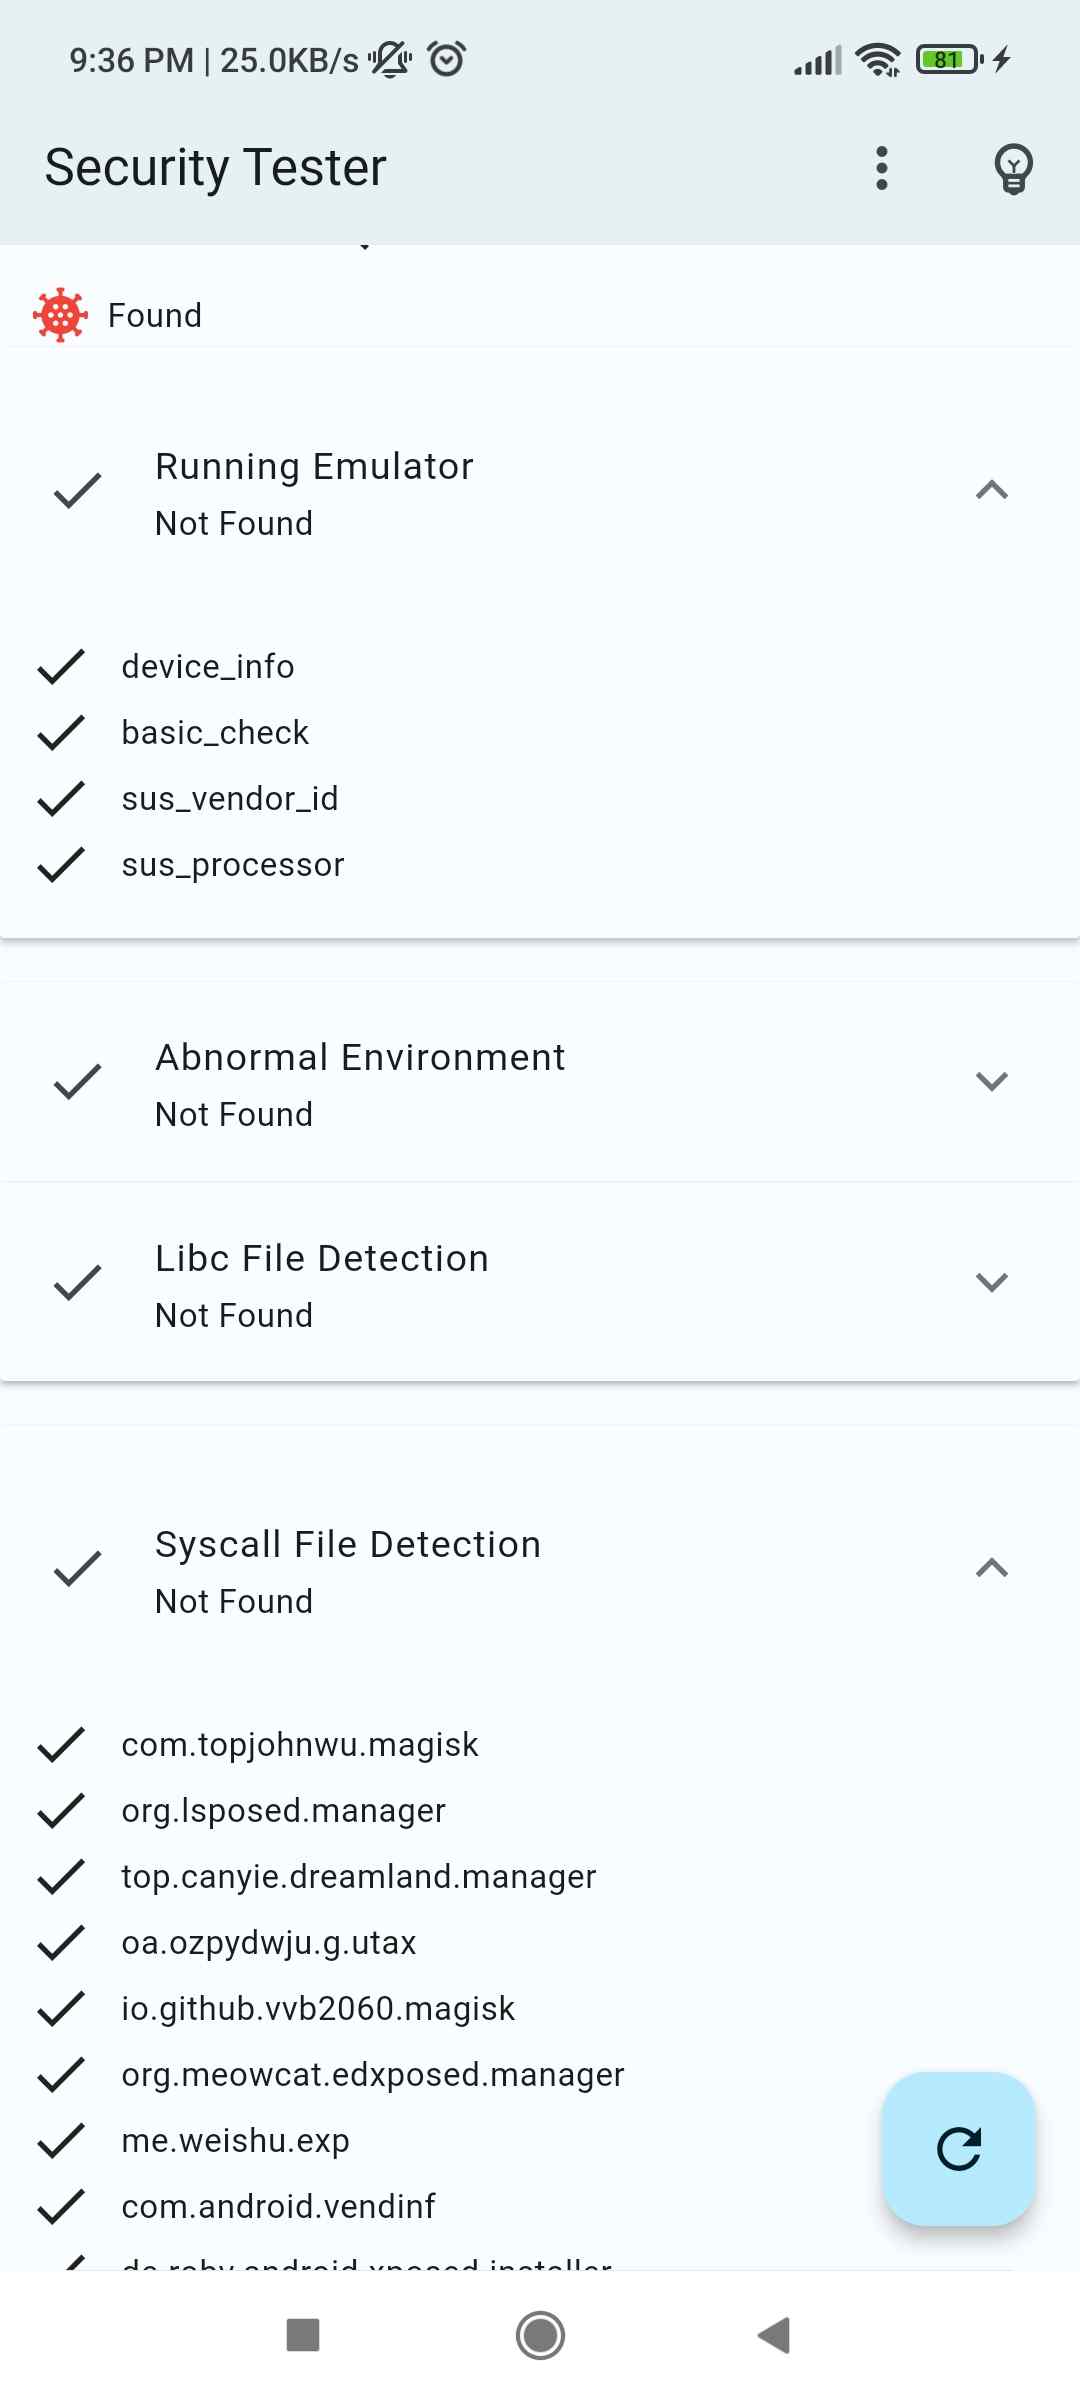 9:36 PM | 25.0KB/s
81
Security Tester
Found
Running Emulator
Not Found
device_info
basic_check
sus_vendor_id
sus_processor
Abnormal Environment
Not Found
Libc File Detection
Not Found
Syscall File Detection
Not Found
com.topjohnwu.magisk
org.lsposed.manager
top.canyie.dreamland.manager
oa.ozpydwju.g.utax
io.github.vvb2060.magisk
org.meowcat.edxposed.manager
me.weishu.exp
com.android.vendinf